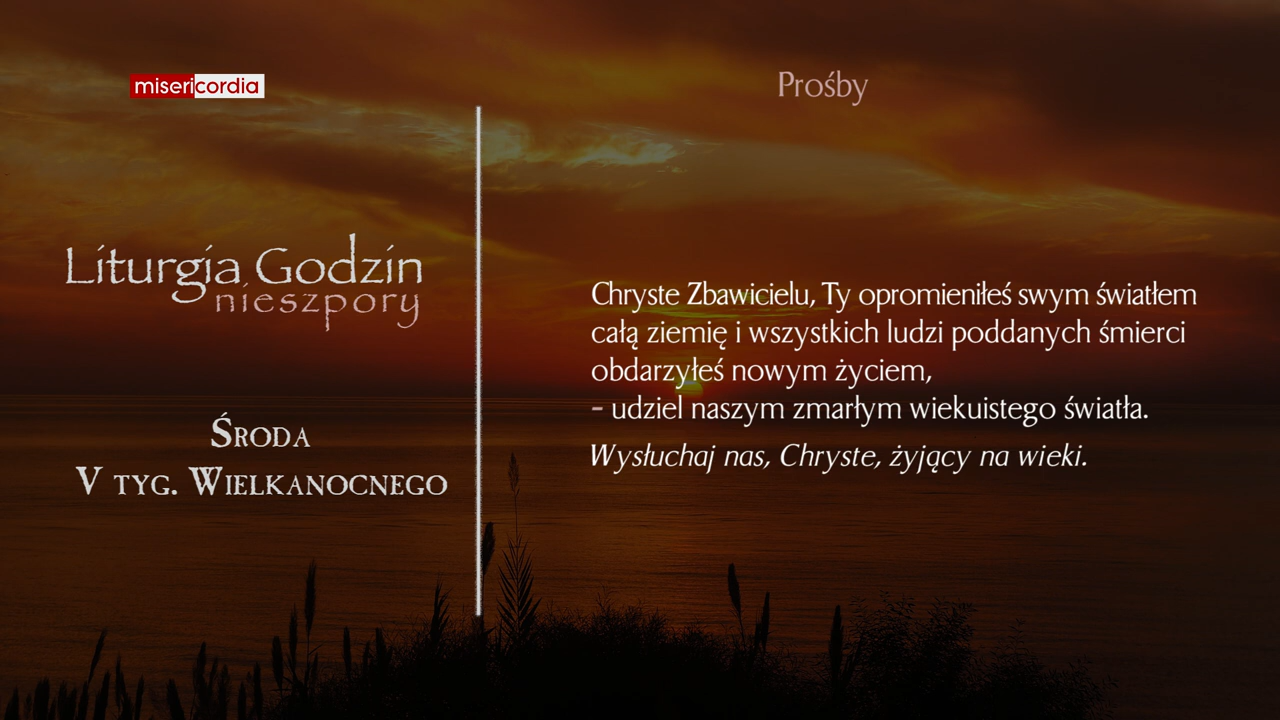 misericordia
Liturgia Godzin
nieszpory
Środa
V tyg. Wielkanocnego
Prośby
Chryste Zbawicielu, Ty opromieniłeś swym światłem
całą ziemię i wszystkich ludzi poddanych śmierci
obdarzyłeś nowym życiem,
- udziel naszym zmarłym wiekuistego światła.
Wysłuchaj nas, Chryste, żyjący na wieki.